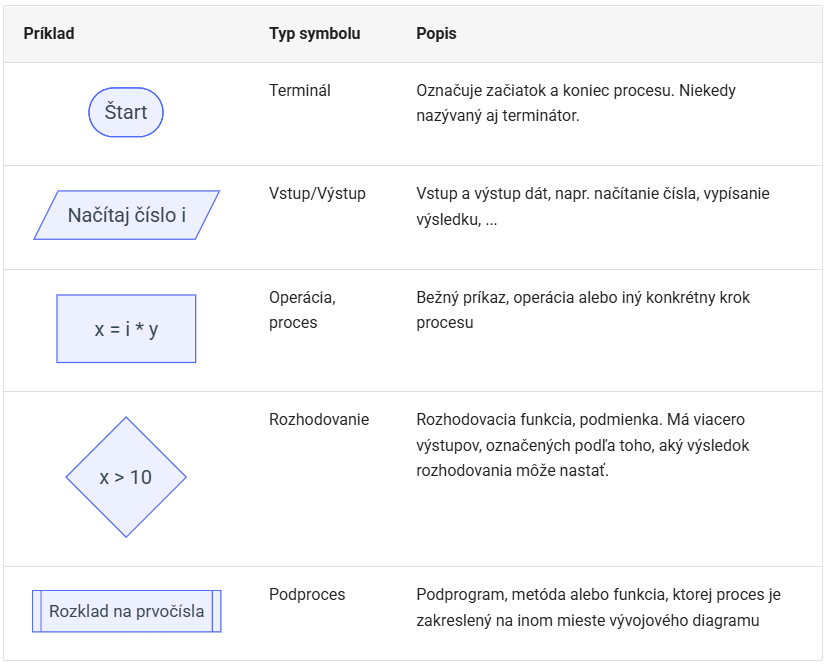 Príklad Typ symbolu Popis
Štart
Terminál
Označuje začiatok a koniec procesu. Niekedy
nazývaný aj terminátor.
Načítaj číslo i
Vstup/Výstup
Vstup a výstup dát, napr. načítanie čísla, vypísanie
výsledku, ...
x = i * y
Operácia,
proces
Bežný príkaz, operácia alebo iný konkrétny krok
procesu
x > 10
Rozhodovanie
Rozhodovacia funkcia, podmienka. Má viacero
výstupov, označených podľa toho, aký výsledok
rozhodovania môže nastať.
Rozklad na prvočísla
Podproces
Podprogram, metóda alebo funkcia, ktorej proces je
zakreslený na inom mieste vývojového diagramu